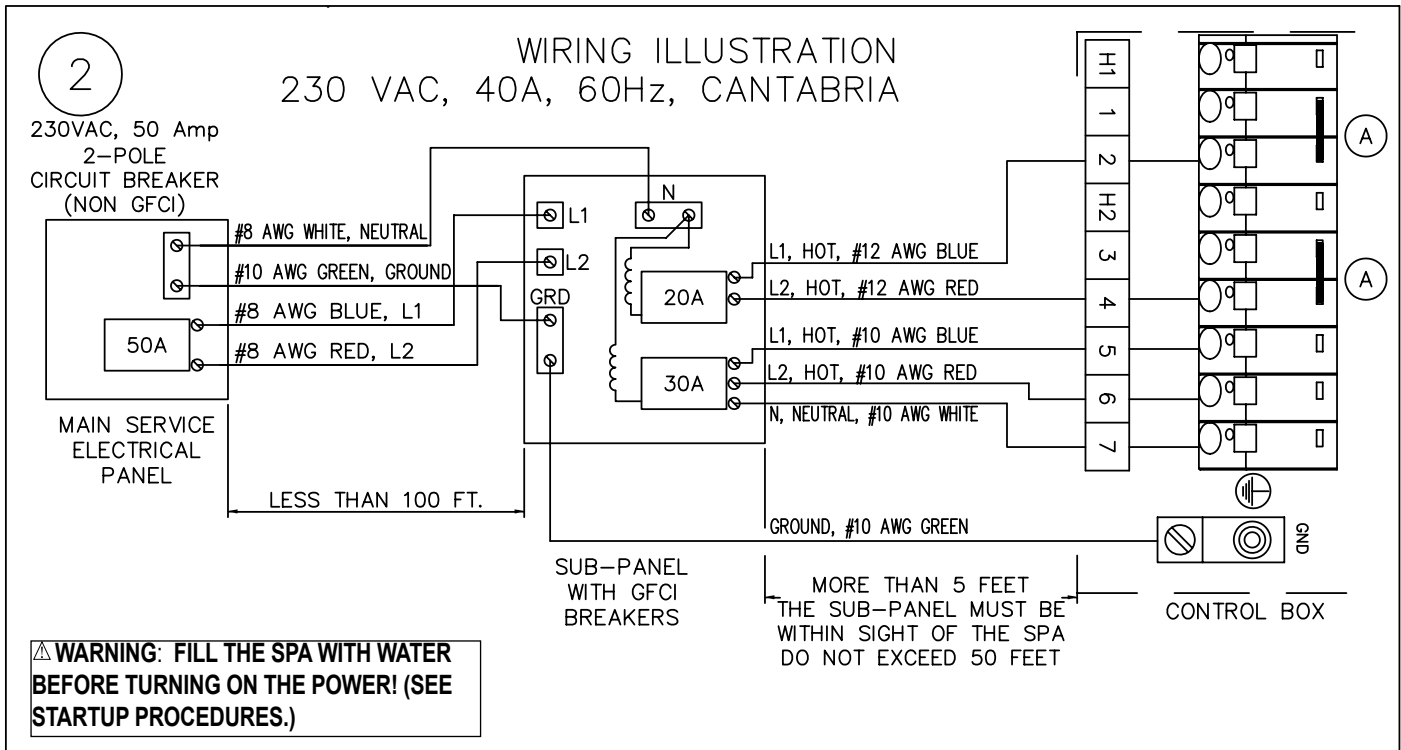 2
WIRING ILLUSTRATION
230 VAC, 40A, 60Hz, CANTABRIA
230VAC, 50 Amp
2-POLE
CIRCUIT BREAKER
(NON GFCI)
#8 AWG WHITE, NEUTRAL
#10 AWG GREEN, GROUND
#8 AWG BLUE, L1
#8 AWG RED, L2
50A
MAIN SERVICE
ELECTRICAL
PANEL
LESS THAN 100 FT.
N
L1
L2
GRD
20A
30A
SUB-PANEL
WITH GFCI
BREAKERS
L1, HOT, #12 AWG BLUE
L2, HOT, #12 AWG RED
L1, HOT, #10 AWG BLUE
L2, HOT, #10 AWG RED
N, NEUTRAL, #10 AWG WHITE
GROUND, #10 AWG GREEN
MORE THAN 5 FEET
THE SUB-PANEL MUST BE
WITHIN SIGHT OF THE SPA
DO NOT EXCEED 50 FEET
H1
1
2
H2
3
4
5
6
7
A
A
GND
CONTROL BOX
⚠ WARNING: FILL THE SPA WITH WATER
BEFORE TURNING ON THE POWER! (SEE
STARTUP PROCEDURES.)